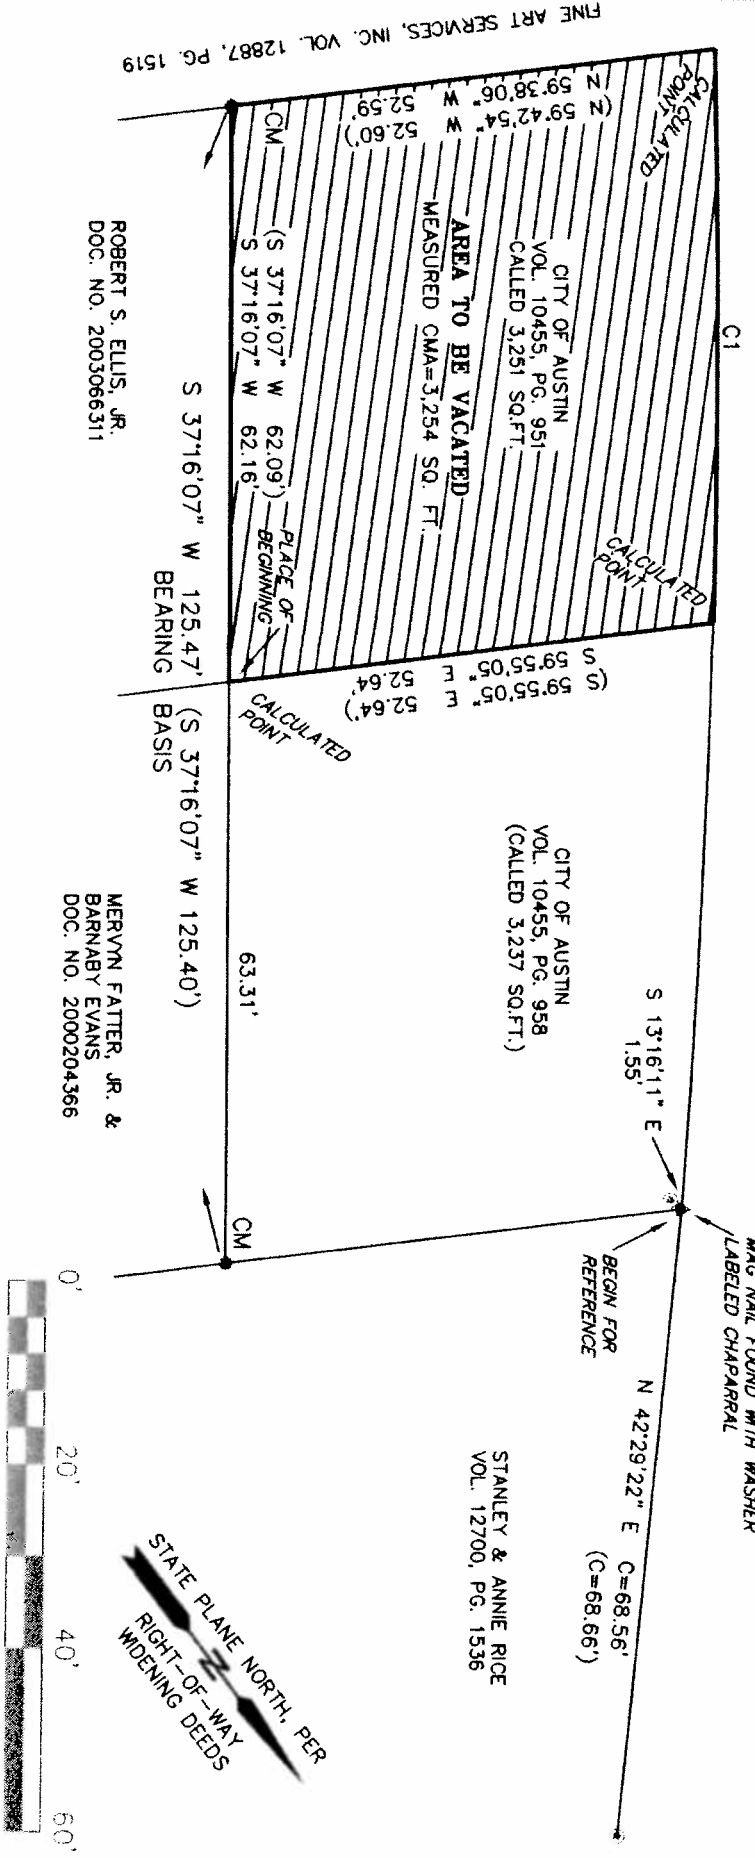 FINE ART SERVICES, INC. VOL. 12887, PG. 1519
CALCULATED
POINT
N 59°38'06" W 52.59'
(N 59°42'54" W 52.60')
CM
C1
CITY OF AUSTIN
VOL. 10455, PG. 951
CALLED 3,251 SQ.FT.
AREA TO BE VACATED
MEASURED CMA=3,254 SQ. FT.
(S 37°16'07" W 62.09')
S 37°16'07" W 62.16'
PLACE OF
BEGINNING
CALCULATED
POINT
S 59°55'05" E 52.64'
(S 59°55'05" E 52.64')
CALCULATED
POINT
ROBERT S. ELLIS, JR.
DOC. NO. 2003066311
S 37°16'07" W 125.47' (S 37°16'07" W 125.40')
BEARING BASIS
CITY OF AUSTIN
VOL. 10455, PG. 958
(CALLED 3,237 SQ.FT.)
63.31'
MERVYN FATTER, JR. &
BARNABY EVANS
DOC. NO. 2000204366
S 13°16'11" E
1.55'
MAG NAIL FOUND WITH WASHER
LABELED CHAPARRAL
BEGIN FOR
REFERENCE
CM
N 42°29'22" E C=68.56'
(C=68.66')
STANLEY & ANNIE RICE
VOL. 12700, PG. 1536
STATE PLANE NORTH, PER
N
RIGHT-OF-WAY
WIDENING DEEDS
0' 20' 40' 60'